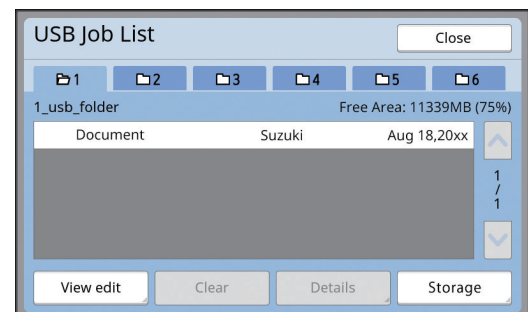 USB Job List
Close
1 2 3 4 5 6
1_usb_folder Free Area: 11339MB (75%)
Document Suzuki Aug 18,20xx
1
/
1
View edit Clear Details Storage